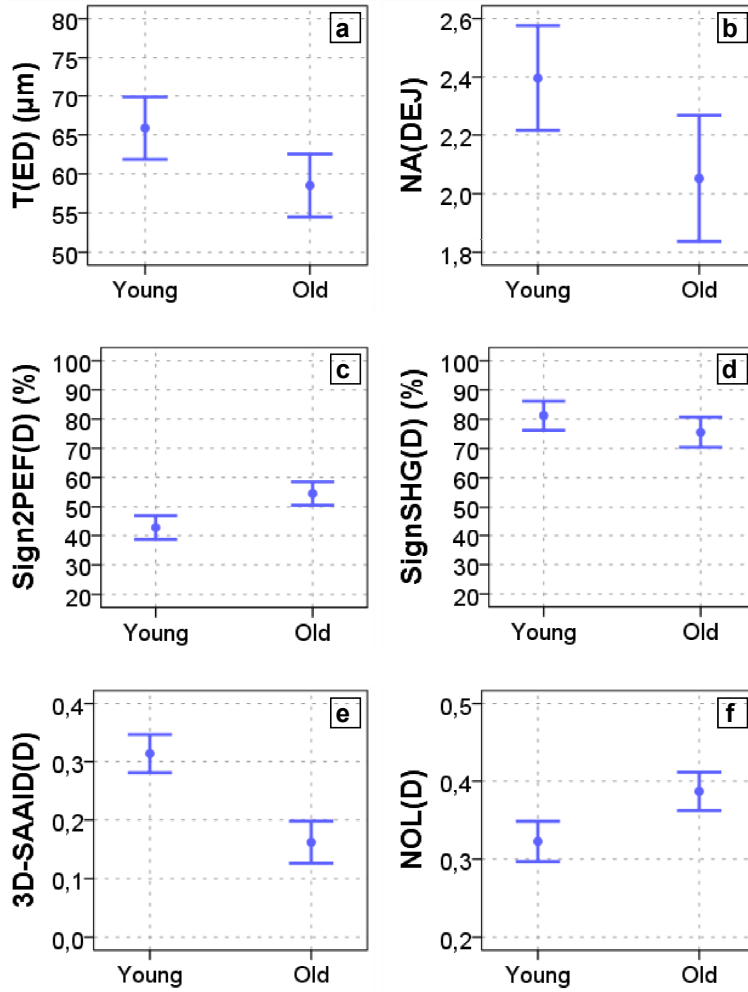 a
T(ED) (µm)
80
75
70
65
60
55
50
Young
Old
b
NA(DEJ)
2,6
2,4
2,2
2,0
1,8
Young
Old
c
Sign2PEF(D) (%)
100
90
80
70
60
50
40
30
20
Young
Old
d
SignSHG(D) (%)
100
90
80
70
60
50
40
30
20
Young
Old
e
3D-SAAID(D)
0,4
0,3
0,2
0,1
0,0
Young
Old
f
NOL(D)
0,5
0,4
0,3
0,2
Young
Old